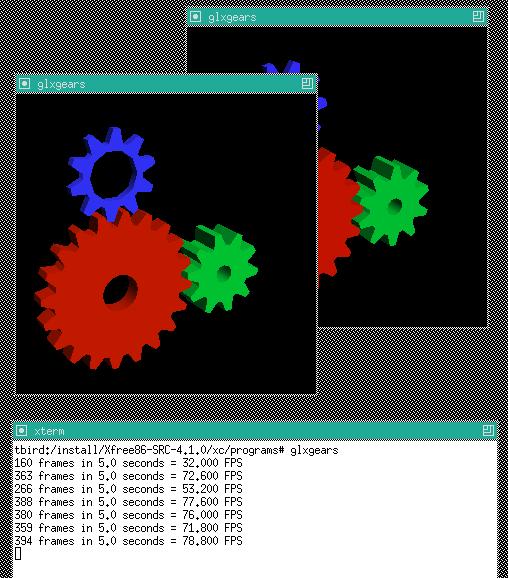 glxgears
glxgears
xterm
tbird:/install/Xfree86-SRC-4.1.0/xc/programs# glxgears
160 frames in 5.0 seconds = 32.000 FPS
363 frames in 5.0 seconds = 72.600 FPS
266 frames in 5.0 seconds = 53.200 FPS
388 frames in 5.0 seconds = 77.600 FPS
380 frames in 5.0 seconds = 76.000 FPS
359 frames in 5.0 seconds = 71.800 FPS
394 frames in 5.0 seconds = 78.800 FPS